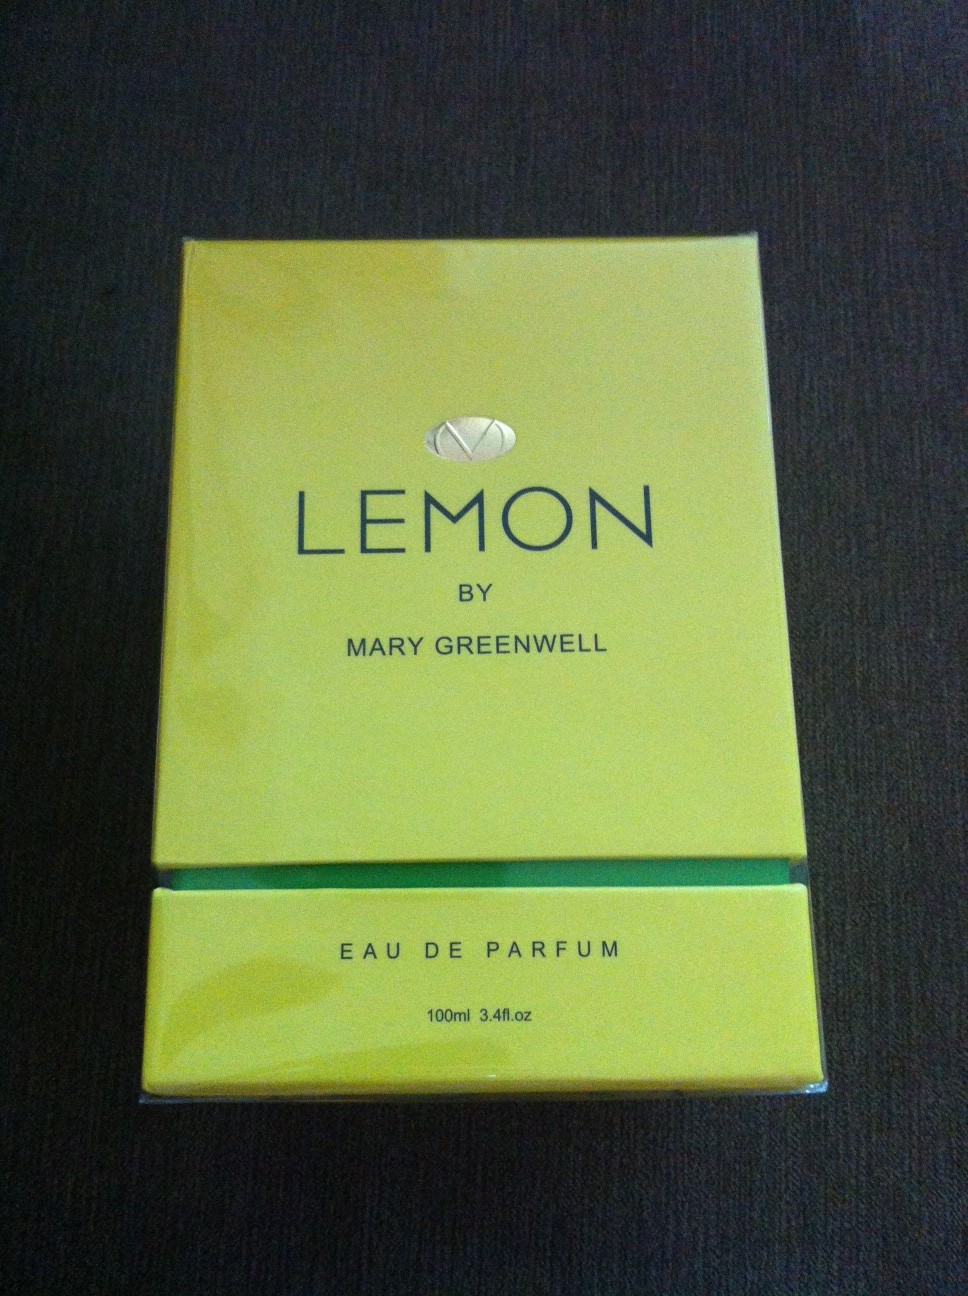 LEMON
BY
MARY GREENWELL
EAU DE PARFUM
100ml 3.4fl.oz